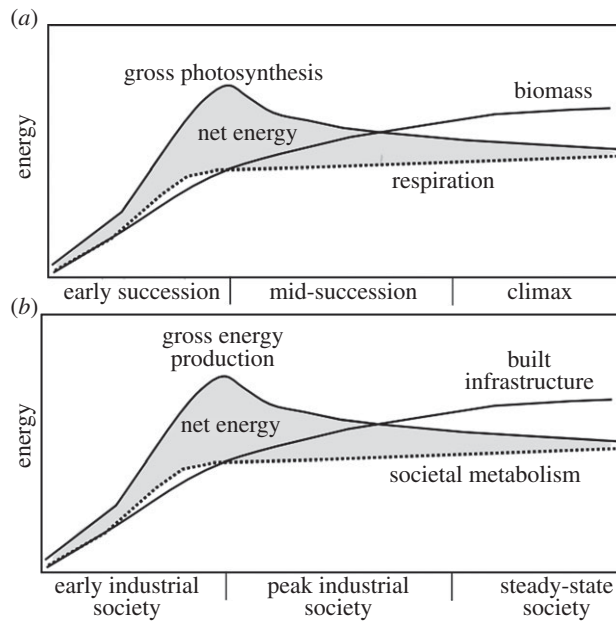 (a)
gross photosynthesis
biomass
net energy
energy
respiration
early succession
mid-succession
climax
(b)
gross energy
production
built
infrastructure
net energy
energy
societal metabolism
early industrial
society
peak industrial
society
steady-state
society